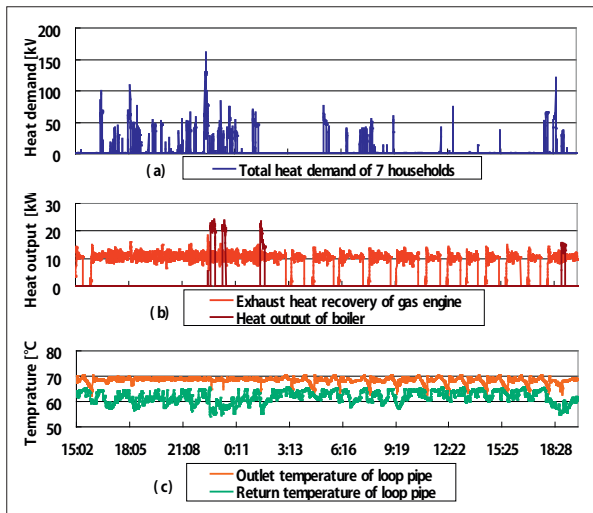 Heat demand [kW
200
150
100
50
0
(a)
Total heat demand of 7 households
Heat output [kW
30
20
10
0
Exhaust heat recovery of gas engine
(b)
Heat output of boiler
Temprature [°C
80
70
60
50
15:02 18:05 21:08 0:11 3:13 6:16 9:19 12:22 15:25 18:28
Outlet temperature of loop pipe
(c)
Return temperature of loop pipe